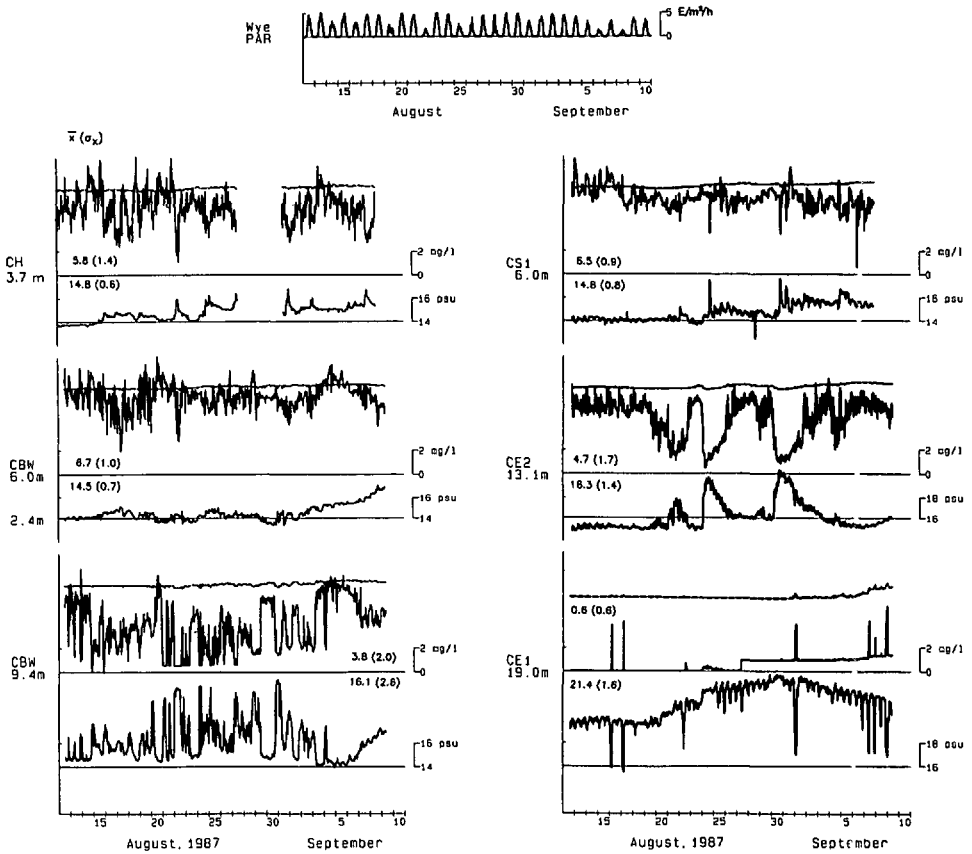 Wye
PAR
5 E/m²/h
0
15 20 25 30 5 10
August September
x̄ (σx)
CH
3.7 m
5.8 (1.4)
2 mg/l
0
14.8 (0.6)
16 psu
14
CBW
6.0m
6.7 (1.0)
2 mg/l
0
2.4m
14.5 (0.7)
16 psu
14
CBW
9.4m
3.8 (2.0)
2 mg/l
0
16.1 (2.6)
16 psu
14
15 20 25 30 5 10
August, 1987 September
CS1
6.0m
6.5 (0.9)
2 mg/l
0
14.8 (0.8)
16 psu
14
CE2
13.1m
4.7 (1.7)
2 mg/l
0
16.3 (1.4)
18 psu
16
CE1
19.0m
0.6 (0.6)
2 mg/l
0
21.4 (1.6)
18 psu
16
15 20 25 30 5 10
August, 1987 September